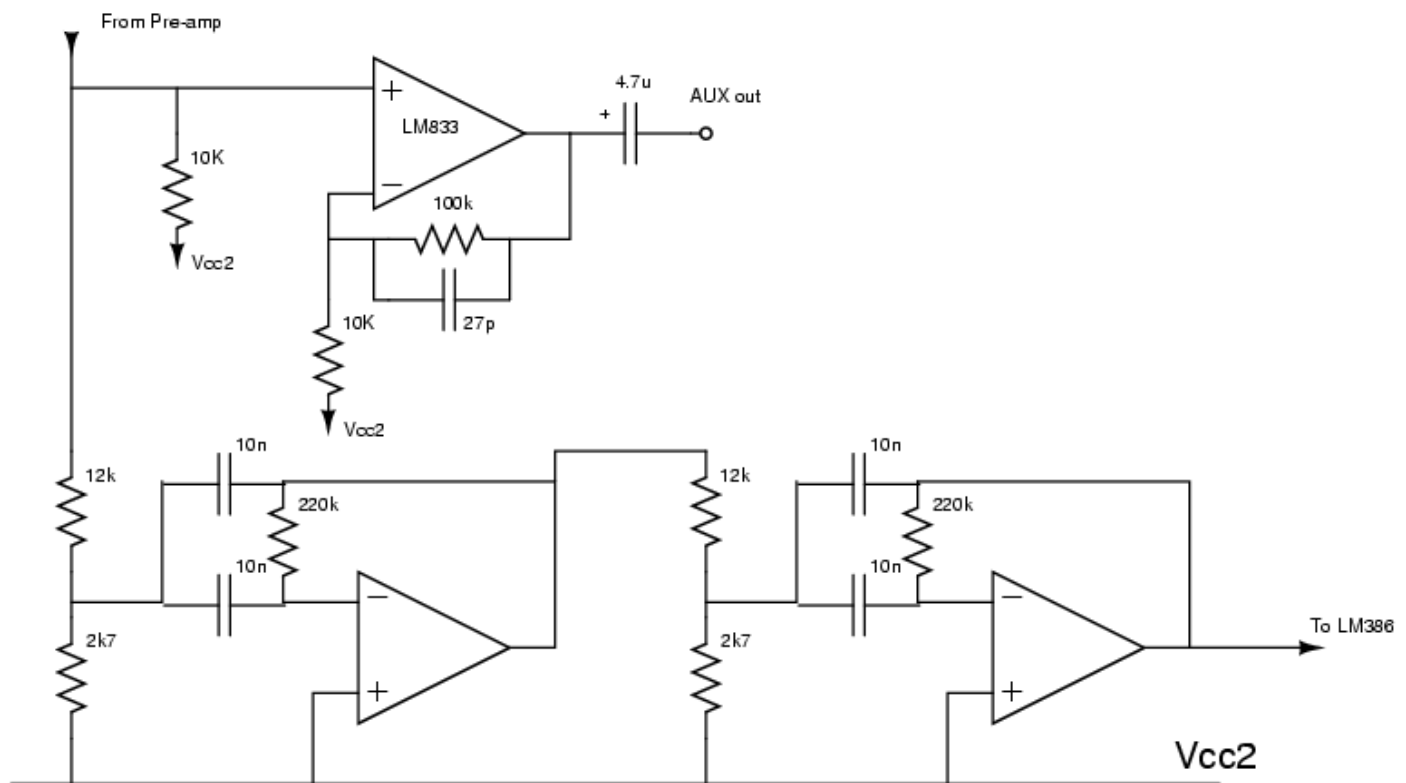 From Pre-amp
+
LM833
−
10K
Vcc2
4.7u
+
AUX out
100k
27p
10K
Vcc2
12k
10n
220k
10n
2k7
−
+
12k
10n
220k
10n
2k7
−
+
To LM386
Vcc2